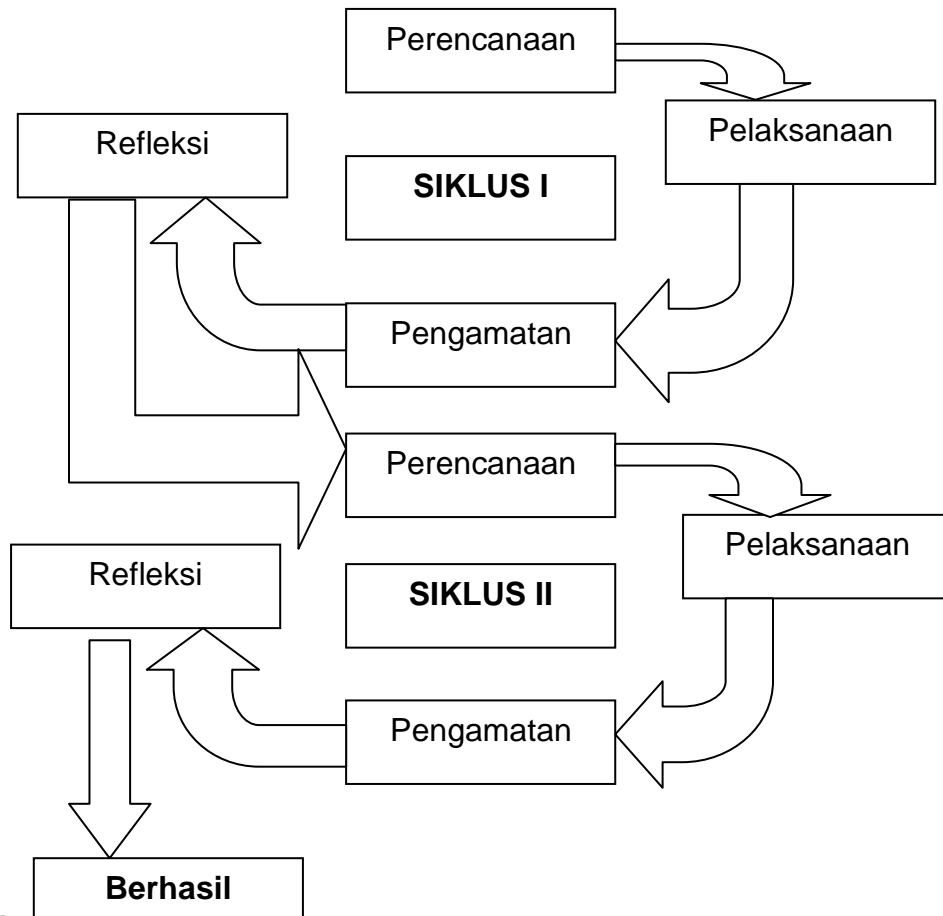 Perencanaan
Pelaksanaan
Refleksi
SIKLUS I
Pengamatan
Perencanaan
Pelaksanaan
Refleksi
SIKLUS II
Pengamatan
Berhasil